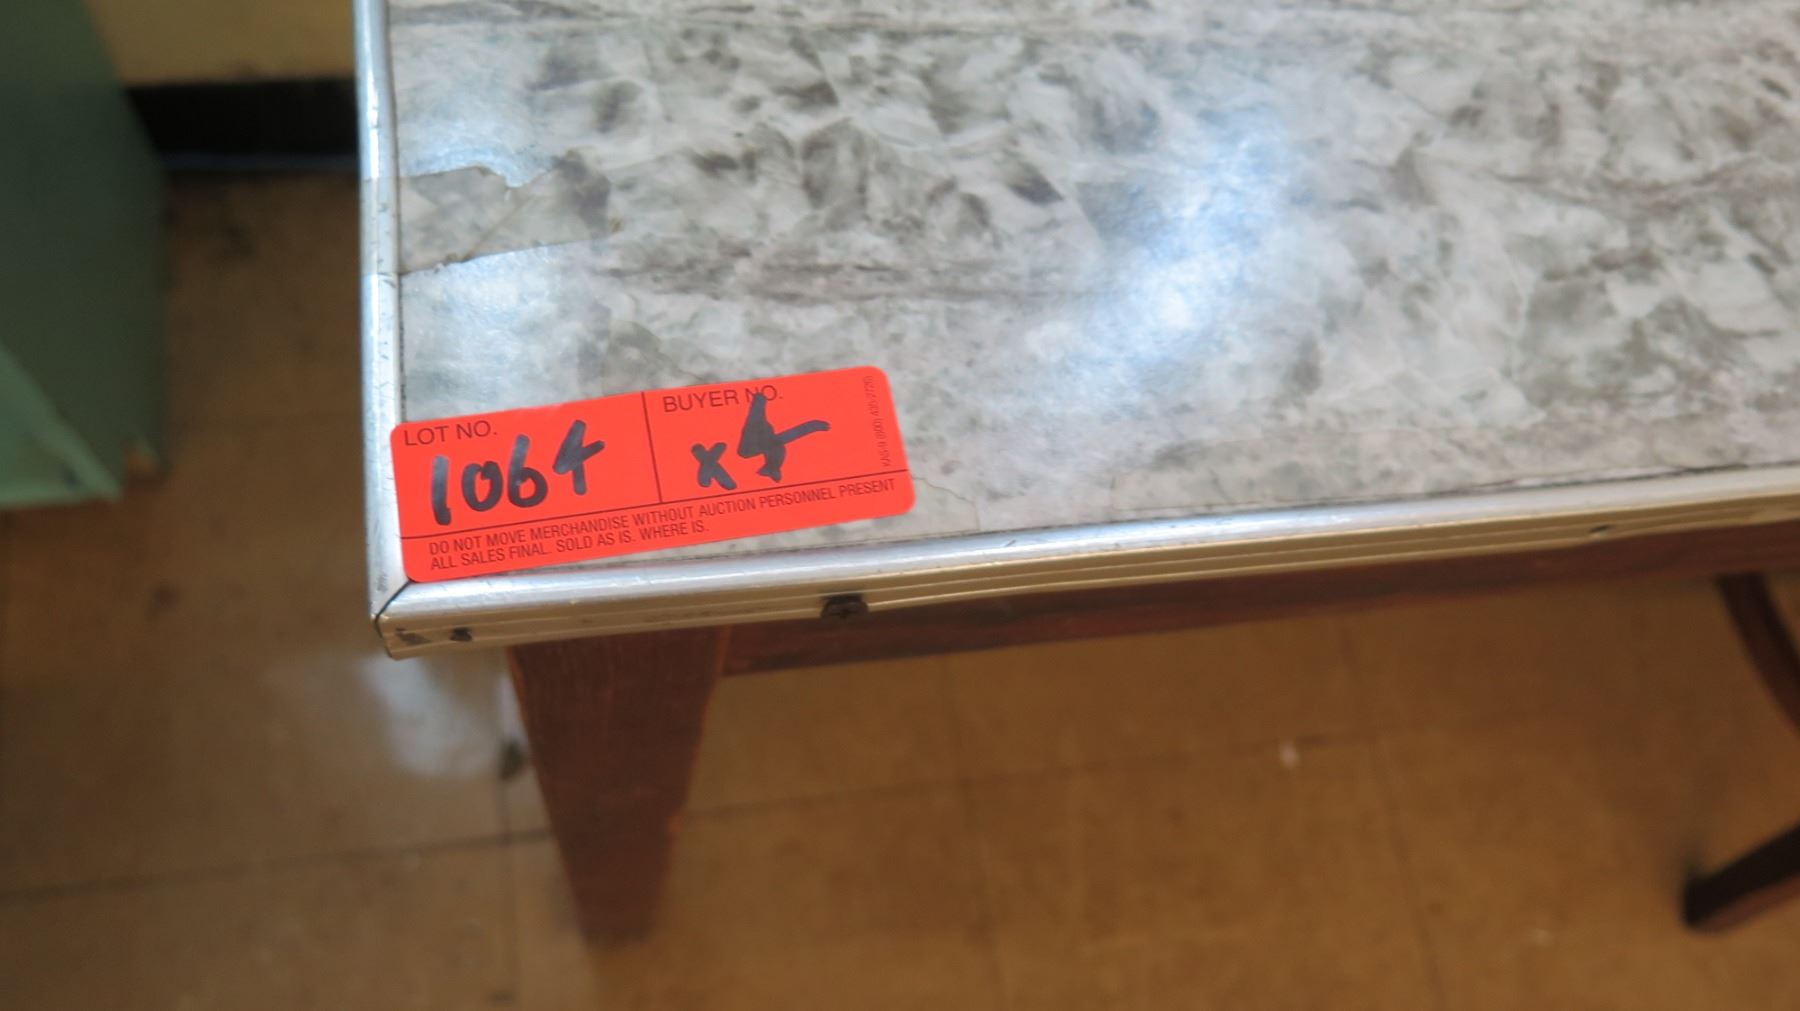 LOT NO. BUYER NO.
1064 x4
DO NOT MOVE MERCHANDISE WITHOUT AUCTION PERSONNEL PRESENT
ALL SALES FINAL. SOLD AS IS. WHERE IS.